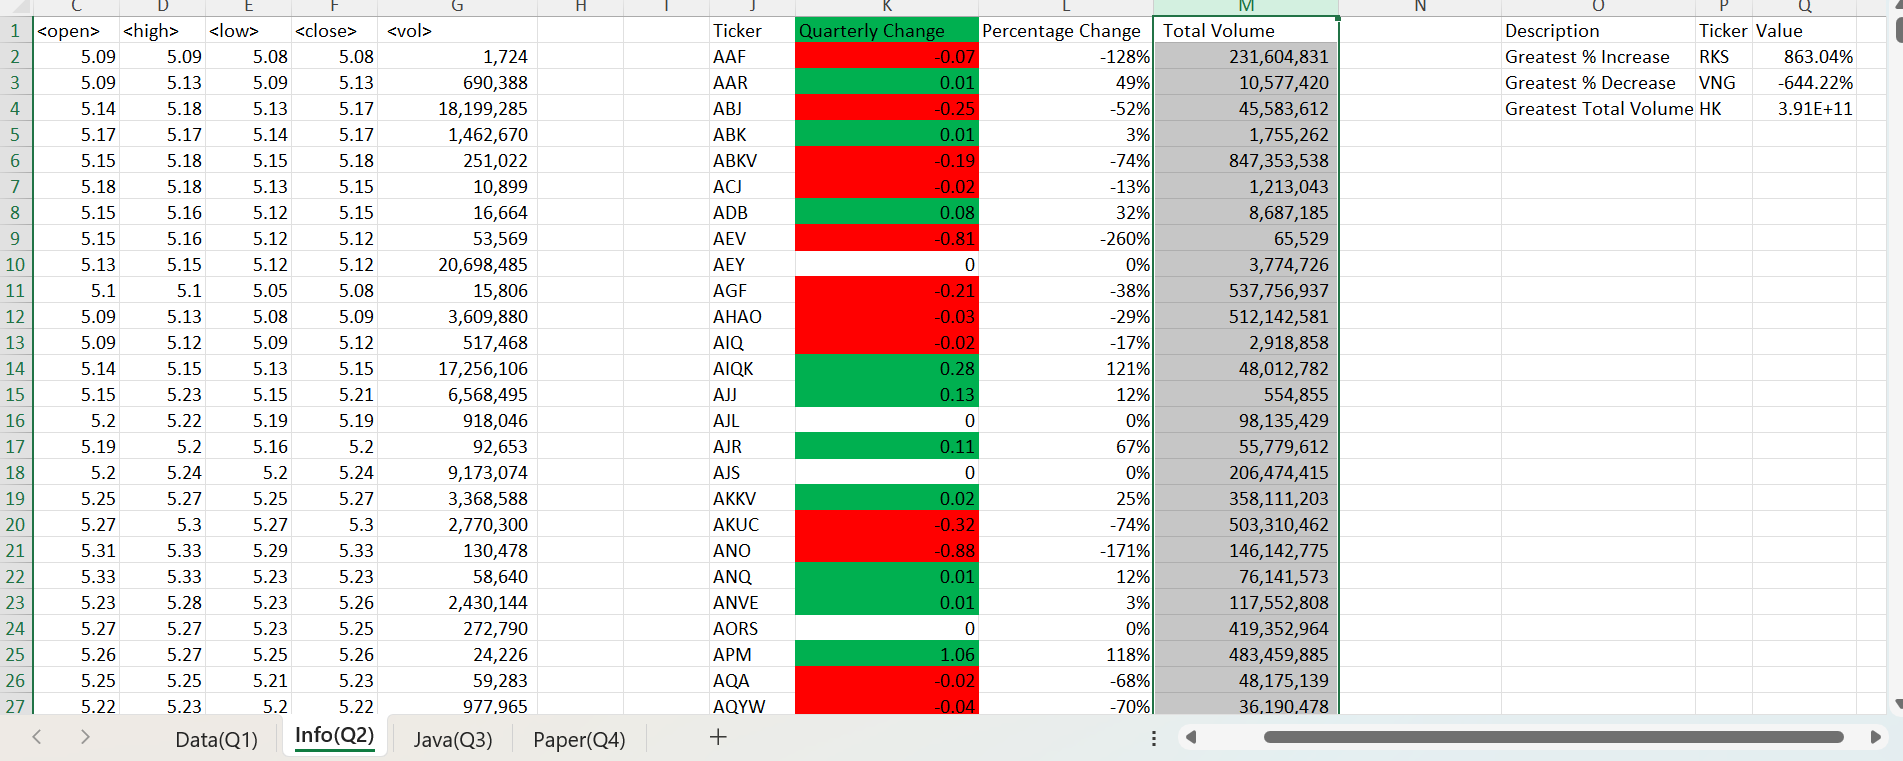 C D E F G H I J K L M N O P Q
1 <open> <high> <low> <close> <vol> Ticker Quarterly Change Percentage Change Total Volume Description Ticker Value
2 5.09 5.09 5.08 5.08 1,724 AAF -0.07 -128% 231,604,831 Greatest % Increase RKS 863.04%
3 5.09 5.13 5.09 5.13 690,388 AAR 0.01 49% 10,577,420 Greatest % Decrease VNG -644.22%
4 5.14 5.18 5.13 5.17 18,199,285 ABJ -0.25 -52% 45,583,612 Greatest Total Volume HK 3.91E+11
5 5.17 5.17 5.14 5.17 1,462,670 ABK 0.01 3% 1,755,262
6 5.15 5.18 5.15 5.18 251,022 ABKV -0.19 -74% 847,353,538
7 5.18 5.18 5.13 5.15 10,899 ACJ -0.02 -13% 1,213,043
8 5.15 5.16 5.12 5.15 16,664 ADB 0.08 32% 8,687,185
9 5.15 5.16 5.12 5.12 53,569 AEV -0.81 -260% 65,529
10 5.13 5.15 5.12 5.12 20,698,485 AEY 0 0% 3,774,726
11 5.1 5.1 5.05 5.08 15,806 AGF -0.21 -38% 537,756,937
12 5.09 5.13 5.08 5.09 3,609,880 AHAO -0.03 -29% 512,142,581
13 5.09 5.12 5.09 5.12 517,468 AIQ -0.02 -17% 2,918,858
14 5.14 5.15 5.13 5.15 17,256,106 AIQK 0.28 121% 48,012,782
15 5.15 5.23 5.15 5.21 6,568,495 AJJ 0.13 12% 554,855
16 5.2 5.22 5.19 5.19 918,046 AJL 0 0% 98,135,429
17 5.19 5.2 5.16 5.2 92,653 AJR 0.11 67% 55,779,612
18 5.2 5.24 5.2 5.24 9,173,074 AJS 0 0% 206,474,415
19 5.25 5.27 5.25 5.27 3,368,588 AKKV 0.02 25% 358,111,203
20 5.27 5.3 5.27 5.3 2,770,300 AKUC -0.32 -74% 503,310,462
21 5.31 5.33 5.29 5.33 130,478 ANO -0.88 -171% 146,142,775
22 5.33 5.33 5.23 5.23 58,640 ANQ 0.01 12% 76,141,573
23 5.23 5.28 5.23 5.26 2,430,144 ANVE 0.01 3% 117,552,808
24 5.27 5.27 5.23 5.25 272,790 AORS 0 0% 419,352,964
25 5.26 5.27 5.25 5.26 24,226 APM 1.06 118% 483,459,885
26 5.25 5.25 5.21 5.23 59,283 AQA -0.02 -68% 48,175,139
27 5.22 5.23 5.2 5.22 977,965 AQYW -0.04 -70% 36,190,478
Data(Q1) Info(Q2) Java(Q3) Paper(Q4)